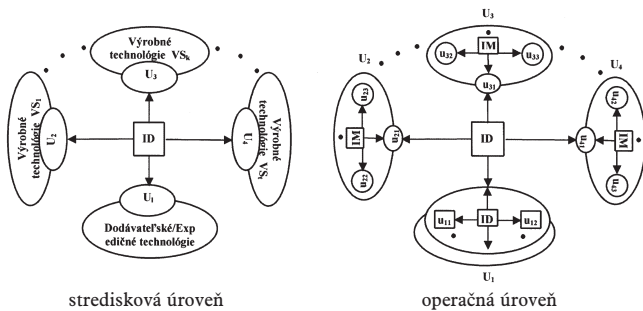 Výrobné
technológie VSk
U3
Výrobné
technológie VS1
U2
ID
U4
Výrobné
technológie VSl
U1
Dodávateľské/Exp
edičné technológie
stredisková úroveň
U3
IM
u32
u33
u31
U2
u23
IM
u21
u22
ID
U4
u42
u41
IM
u43
ID
u11
u12
U1
operačná úroveň